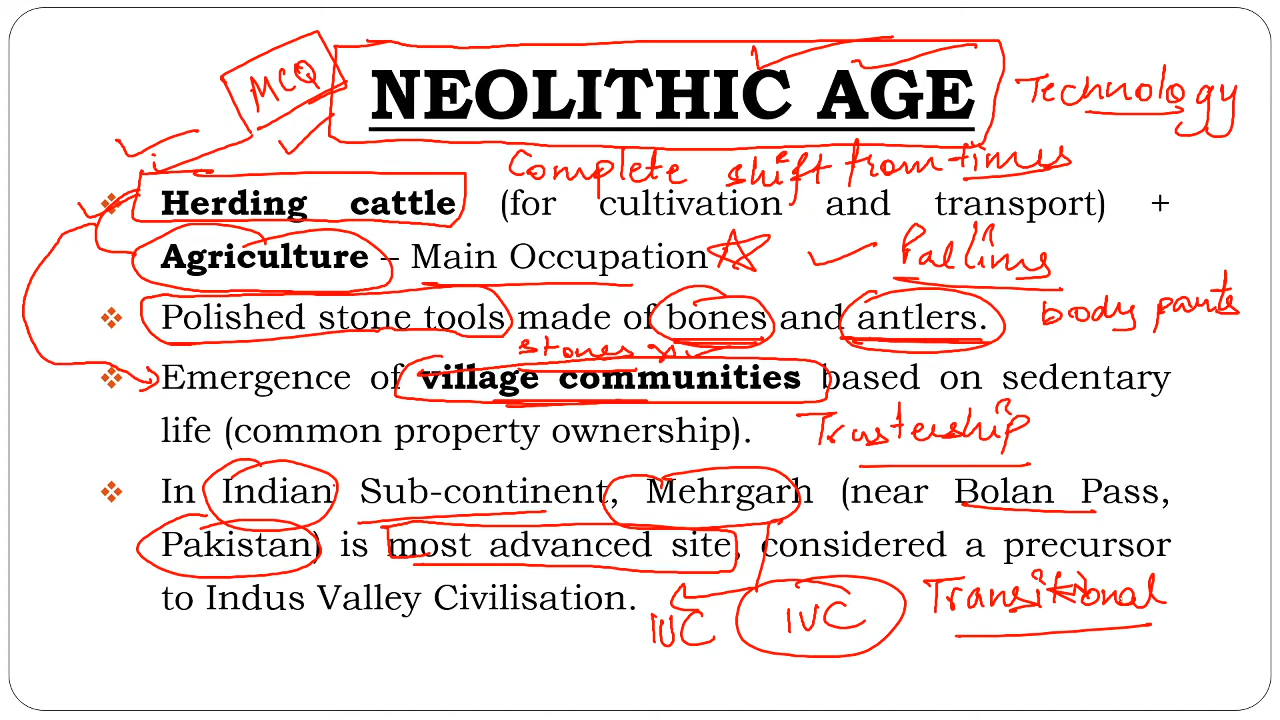 MCQ
NEOLITHIC AGE
Technology
Complete shift from times
❖ Herding cattle (for cultivation and transport) +
Agriculture – Main Occupation
❖ Polished stone tools made of bones and antlers.
body parts
stones
❖ Emergence of village communities based on sedentary
life (common property ownership).
In Indian Sub-continent, Mehrgarh (near Bolan Pass,
Pakistan) is most advanced site, considered a precursor
to Indus Valley Civilisation.
IVC
IVC
Transitional